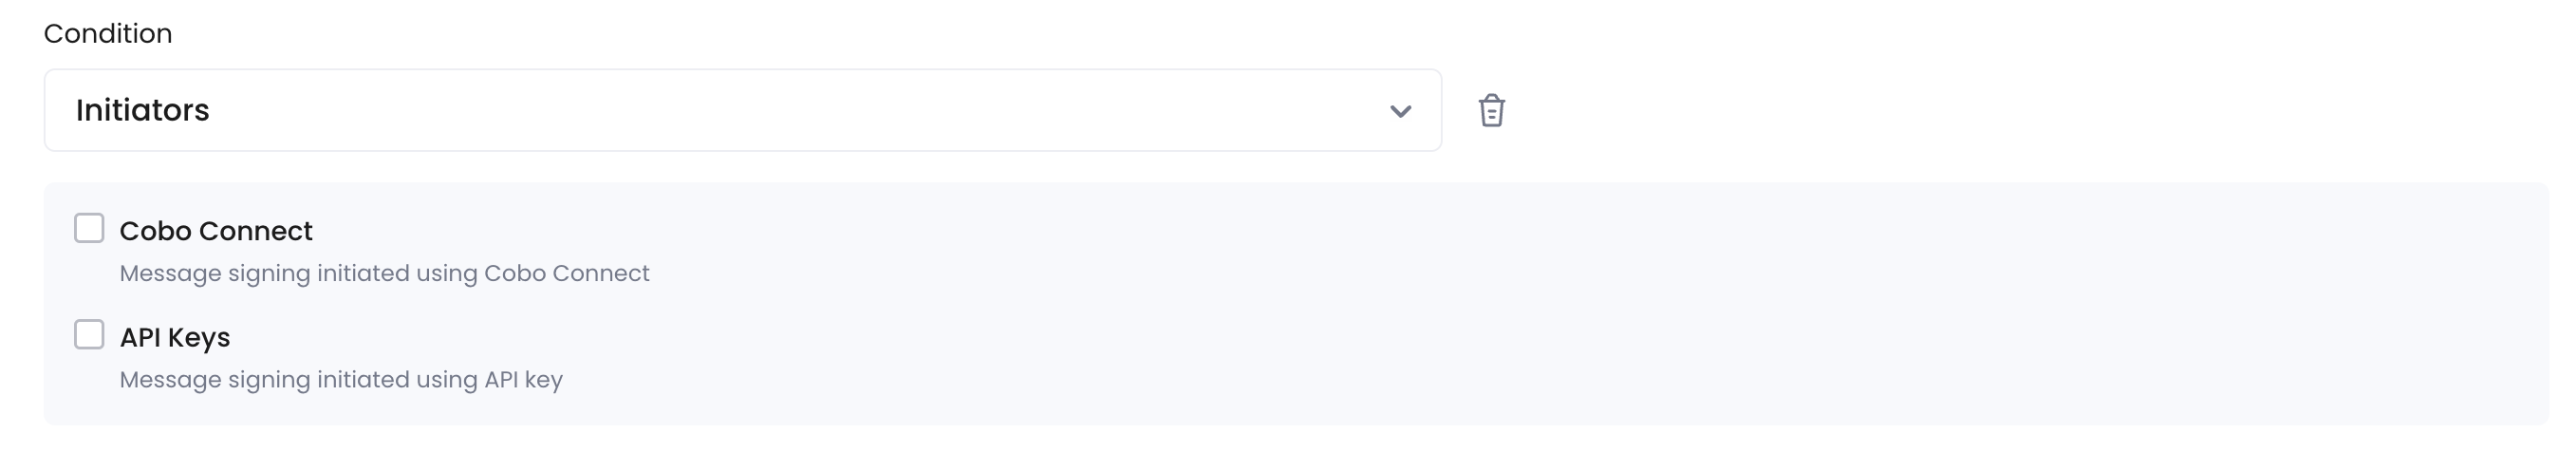 Condition
Initiators
Cobo Connect
Message signing initiated using Cobo Connect
API Keys
Message signing initiated using API key